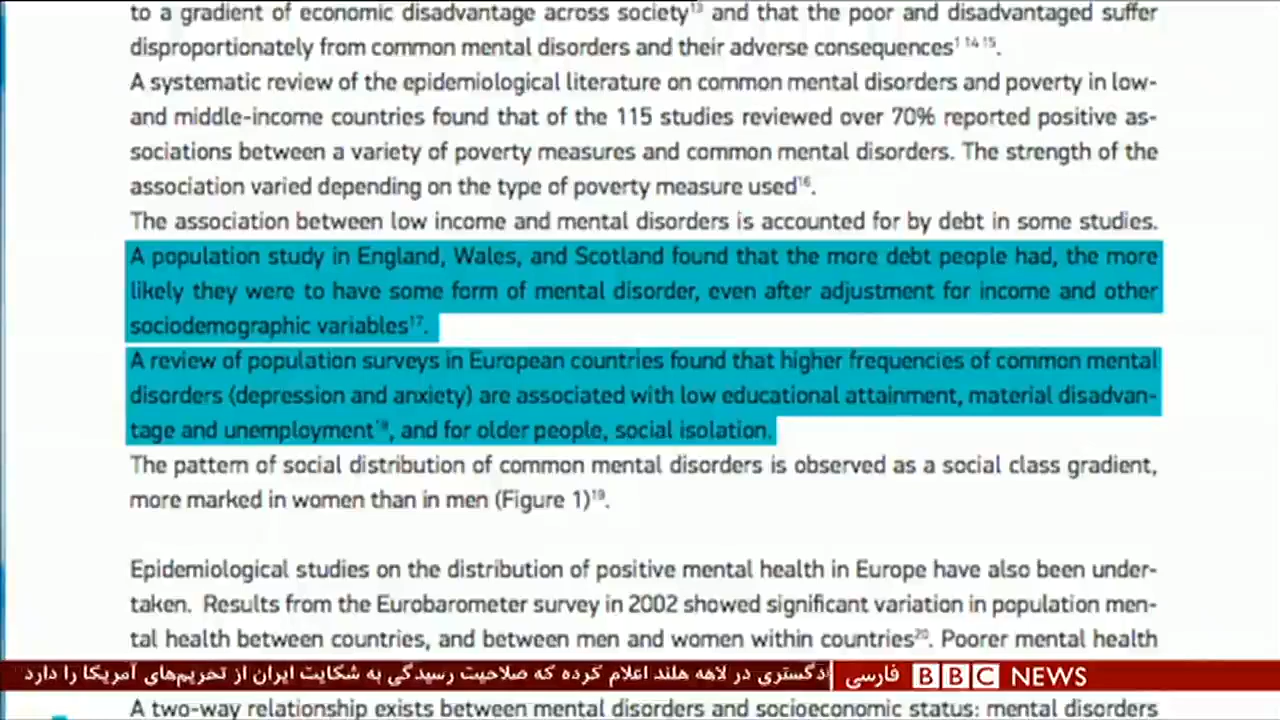 to a gradient of economic disadvantage across society¹³ and that the poor and disadvantaged suffer
disproportionately from common mental disorders and their adverse consequences¹ ¹⁴ ¹⁵.
A systematic review of the epidemiological literature on common mental disorders and poverty in low-
and middle-income countries found that of the 115 studies reviewed over 70% reported positive as-
sociations between a variety of poverty measures and common mental disorders. The strength of the
association varied depending on the type of poverty measure used¹⁶.
The association between low income and mental disorders is accounted for by debt in some studies.
A population study in England, Wales, and Scotland found that the more debt people had, the more
likely they were to have some form of mental disorder, even after adjustment for income and other
sociodemographic variables¹⁷.
A review of population surveys in European countries found that higher frequencies of common mental
disorders (depression and anxiety) are associated with low educational attainment, material disadvan-
tage and unemployment¹⁸, and for older people, social isolation.
The pattern of social distribution of common mental disorders is observed as a social class gradient,
more marked in women than in men (Figure 1)¹⁹.
Epidemiological studies on the distribution of positive mental health in Europe have also been under-
taken. Results from the Eurobarometer survey in 2002 showed significant variation in population men-
tal health between countries, and between men and women within countries²⁰. Poorer mental health
دگستری در لاهه هلند اعلام کرده که صلاحیت رسیدگی به شکایت ایران از تحریم‌های آمریکا را دارد
BBC NEWS فارسی
A two-way relationship exists between mental disorders and socioeconomic status: mental disorders